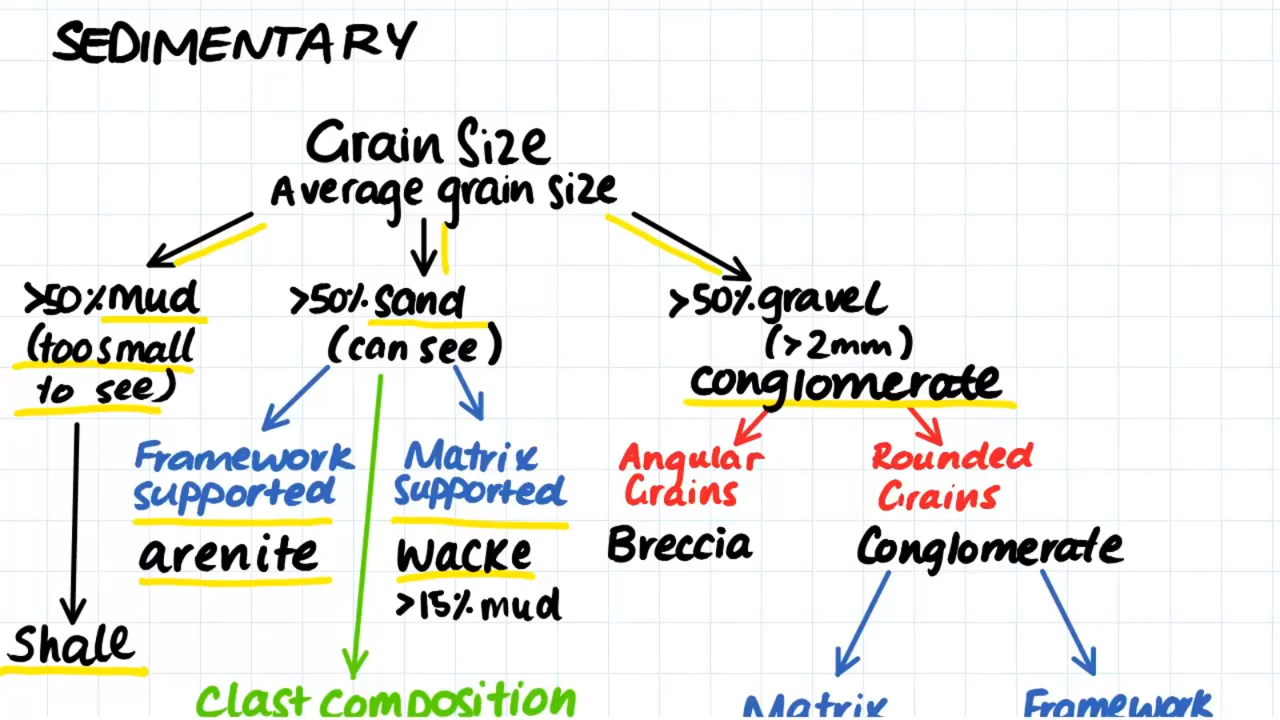 SEDIMENTARY
Grain Size
Average grain size
>50% mud
(too small
to see)
>50% sand
(can see)
>50% gravel
(>2mm)
conglomerate
Framework
supported
arenite
Matrix
supported
wacke
>15% mud
Angular
Grains
Breccia
Rounded
Grains
Conglomerate
Shale
Clast composition
Matrix
Framework